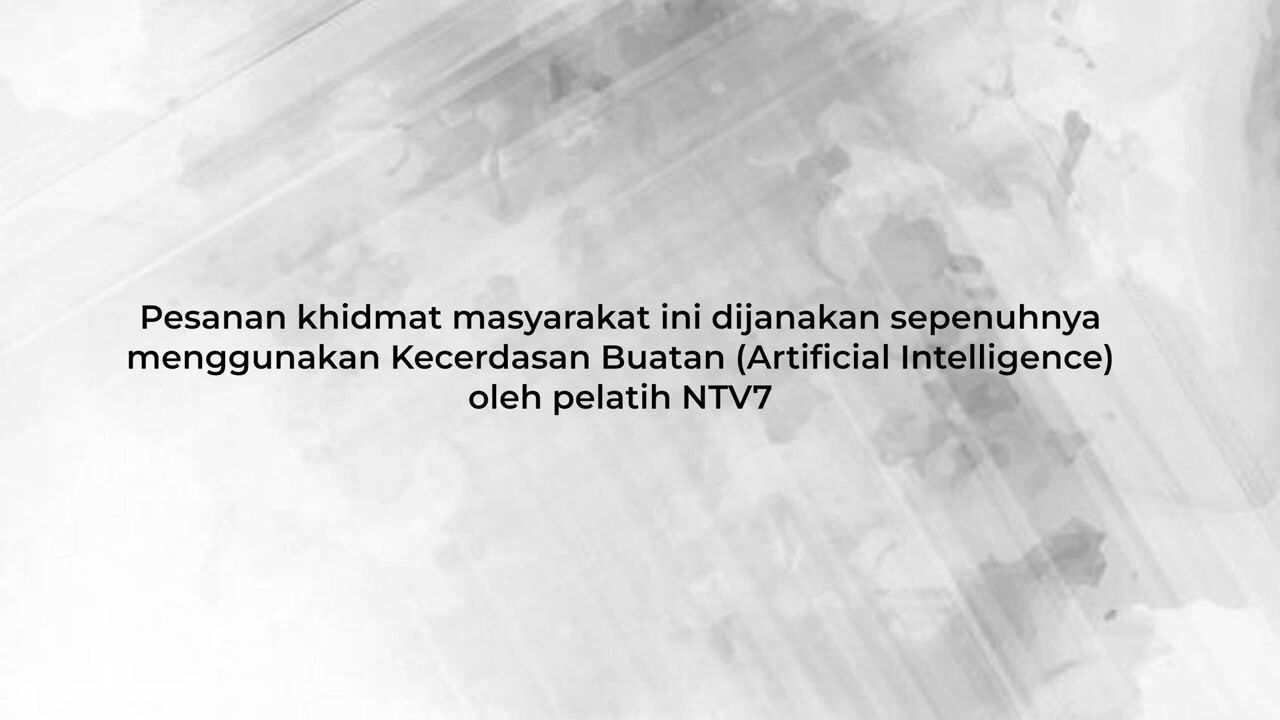 Pesanan khidmat masyarakat ini dijanakan sepenuhnya
menggunakan Kecerdasan Buatan (Artificial Intelligence)
oleh pelatih NTV7